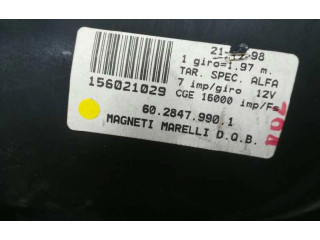 21- -98
1 giro=1.97 m.
TAR. SPEC. ALFA
7 imp/giro 12V
CGE 16000 imp/Fs
156021029
60.2847.990.1
MAGNETI MARELLI D.Q.B.